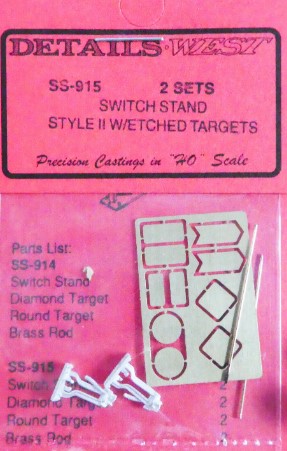 DETAILS WEST
SS-915 2 SETS
SWITCH STAND
STYLE II W/ETCHED TARGETS
Precision Castings in "HO" Scale
Parts List:
SS-914
Switch Stand
Diamond Target
Round Target
Brass Rod
SS-915
Switch 2
Diamond Targ 2
Round Target 2
Brass Rod